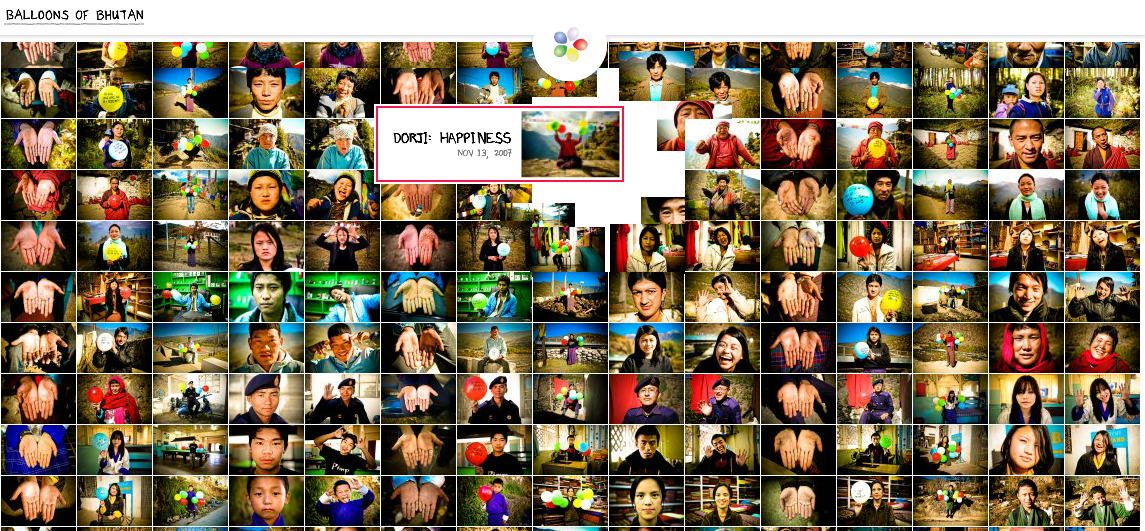 BALLOONS OF BHUTAN
DORJI: HAPPINESS
NOV 13, 2007